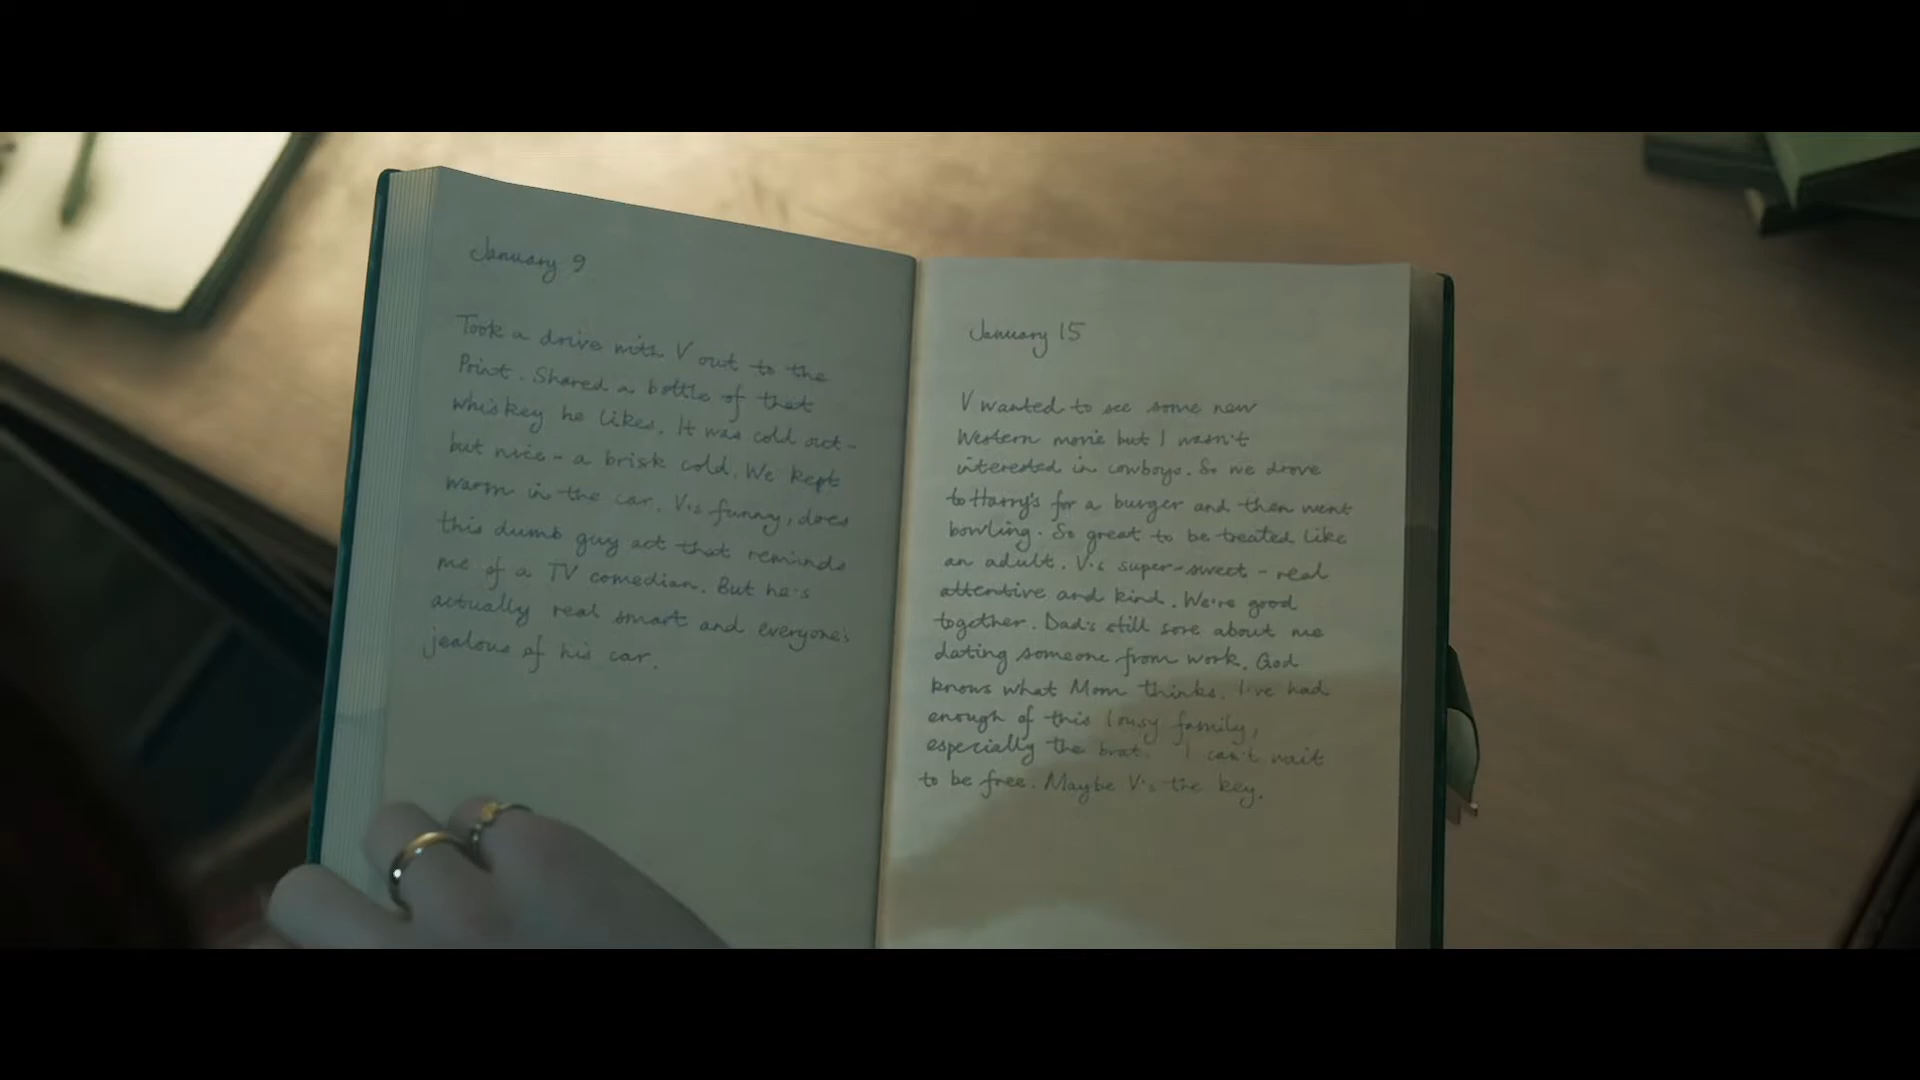 January 9
Took a drive with V out to the
Point. Shared a bottle of that
whiskey he likes. It was cold out -
but nice - a brisk cold. We kept
warm in the car. V's funny, does
this dumb guy act that reminds
me of a TV comedian. But he's
actually real smart and everyone's
jealous of his car.
January 15
V wanted to see some new
Western movie but I wasn't
interested in cowboys. So we drove
to Harry's for a burger and then went
bowling. So great to be treated like
an adult. V's super-sweet - real
attentive and kind. We're good
together. Dad's still sore about me
dating someone from work. God
knows what Mom thinks. I've had
enough of this lousy family,
especially the brat. I can't wait
to be free. Maybe V's the key.